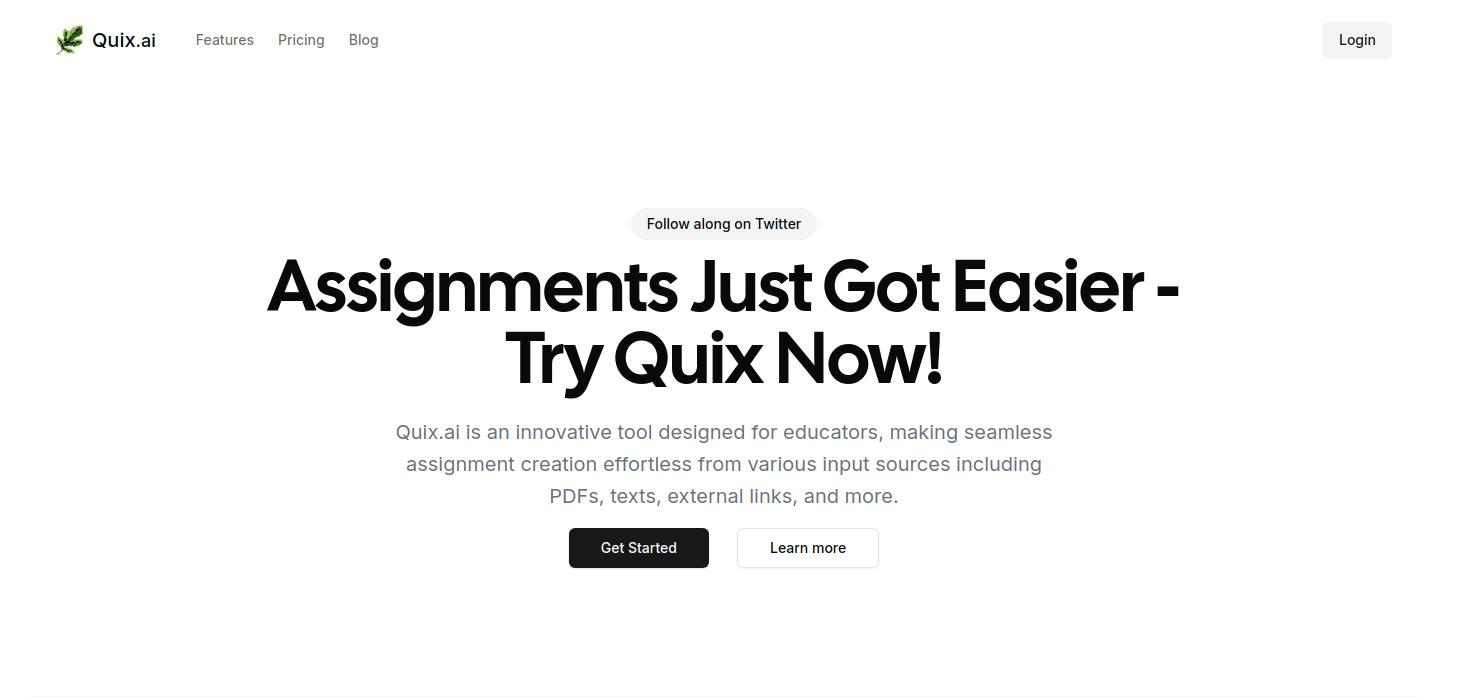 Quix.ai
Features
Pricing
Blog
Login
Follow along on Twitter
Assignments Just Got Easier -
Try Quix Now!
Quix.ai is an innovative tool designed for educators, making seamless
assignment creation effortless from various input sources including
PDFs, texts, external links, and more.
Get Started
Learn more